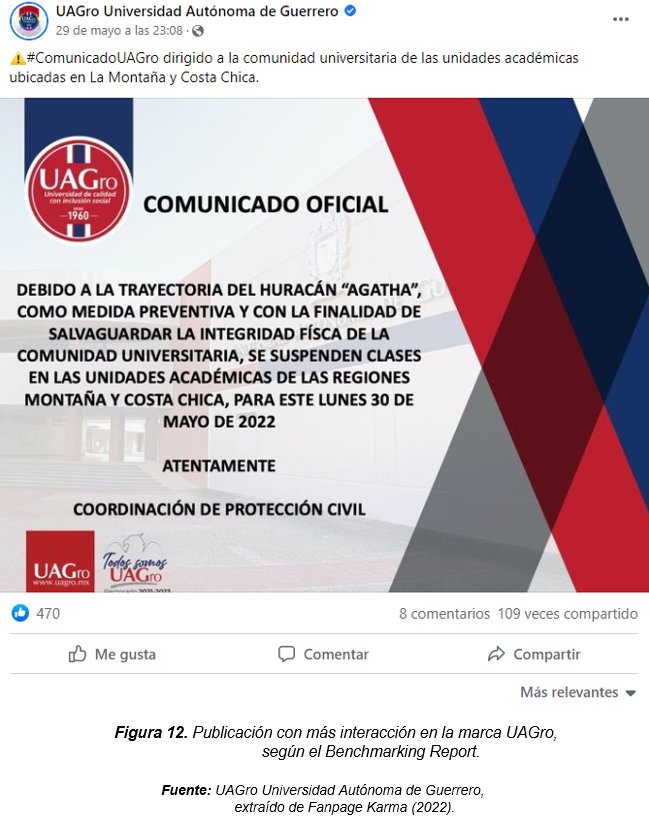 UAGro Universidad Autónoma de Guerrero
29 de mayo a las 23:08 ·
#ComunicadoUAGro dirigido a la comunidad universitaria de las unidades académicas
ubicadas en La Montaña y Costa Chica.
UAGro
Universidad de calidad
con inclusión social
desde
1960
COMUNICADO OFICIAL
DEBIDO A LA TRAYECTORIA DEL HURACÁN “AGATHA”,
COMO MEDIDA PREVENTIVA Y CON LA FINALIDAD DE
SALVAGUARDAR LA INTEGRIDAD FÍSCA DE LA
COMUNIDAD UNIVERSITARIA, SE SUSPENDEN CLASES
EN LAS UNIDADES ACADÉMICAS DE LAS REGIONES
MONTAÑA Y COSTA CHICA, PARA ESTE LUNES 30 DE
MAYO DE 2022
ATENTAMENTE
COORDINACIÓN DE PROTECCIÓN CIVIL
UAGro
www.uagro.mx
Todos somos
UAGro
Rectorado 2021-2023
470
8 comentarios 109 veces compartido
Me gusta Comentar Compartir
Más relevantes
Figura 12. Publicación con más interacción en la marca UAGro,
según el Benchmarking Report.
Fuente: UAGro Universidad Autónoma de Guerrero,
extraído de Fanpage Karma (2022).